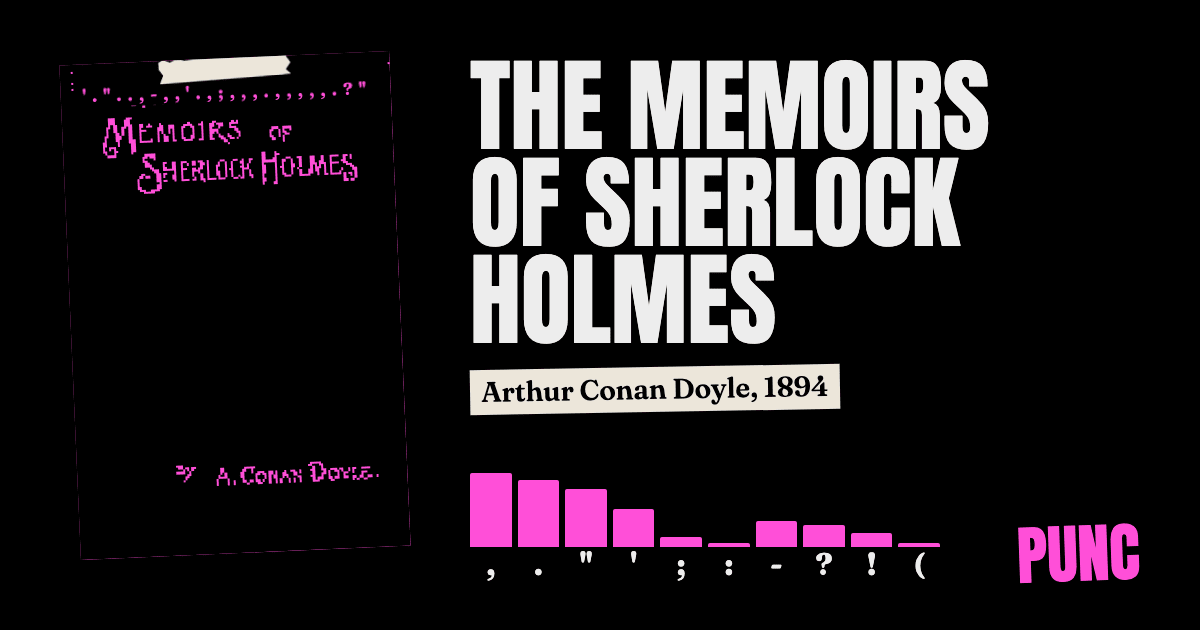 '."..,-,,'.,;,,,.,,,,,.?"
MEMOIRS OF
SHERLOCK HOLMES
BY A. CONAN DOYLE.
THE MEMOIRS
OF SHERLOCK
HOLMES
Arthur Conan Doyle, 1894
, . " ' ; : - ? ! (
PUNC